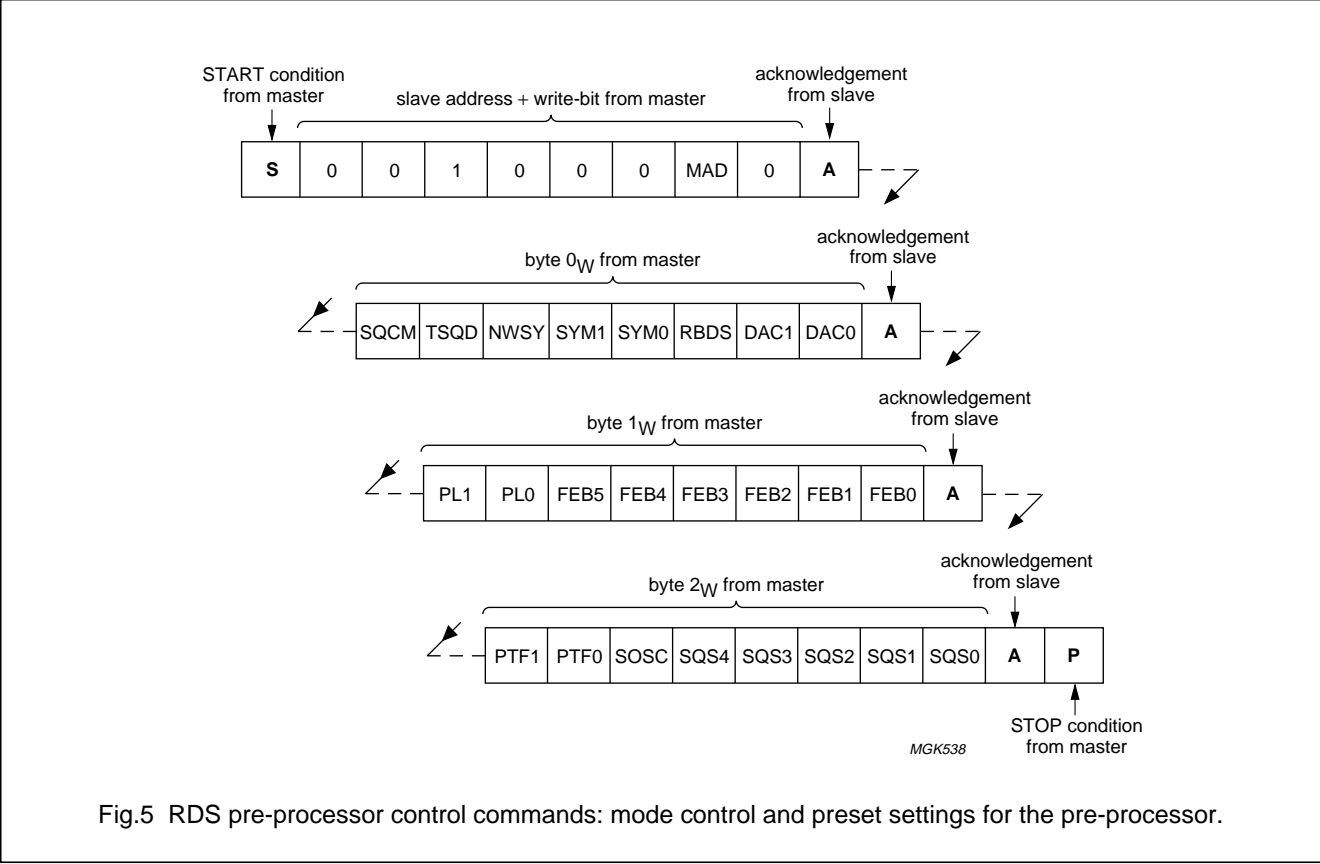 START condition
from master
slave address + write-bit from master
acknowledgement
from slave
S 0 0 1 0 0 0 MAD 0 A
byte 0W from master
acknowledgement
from slave
SQCM TSQD NWSY SYM1 SYM0 RBDS DAC1 DAC0 A
byte 1W from master
acknowledgement
from slave
PL1 PL0 FEB5 FEB4 FEB3 FEB2 FEB1 FEB0 A
byte 2W from master
acknowledgement
from slave
PTF1 PTF0 SOSC SQS4 SQS3 SQS2 SQS1 SQS0 A P
STOP condition
from master
MGK538
Fig.5 RDS pre-processor control commands: mode control and preset settings for the pre-processor.